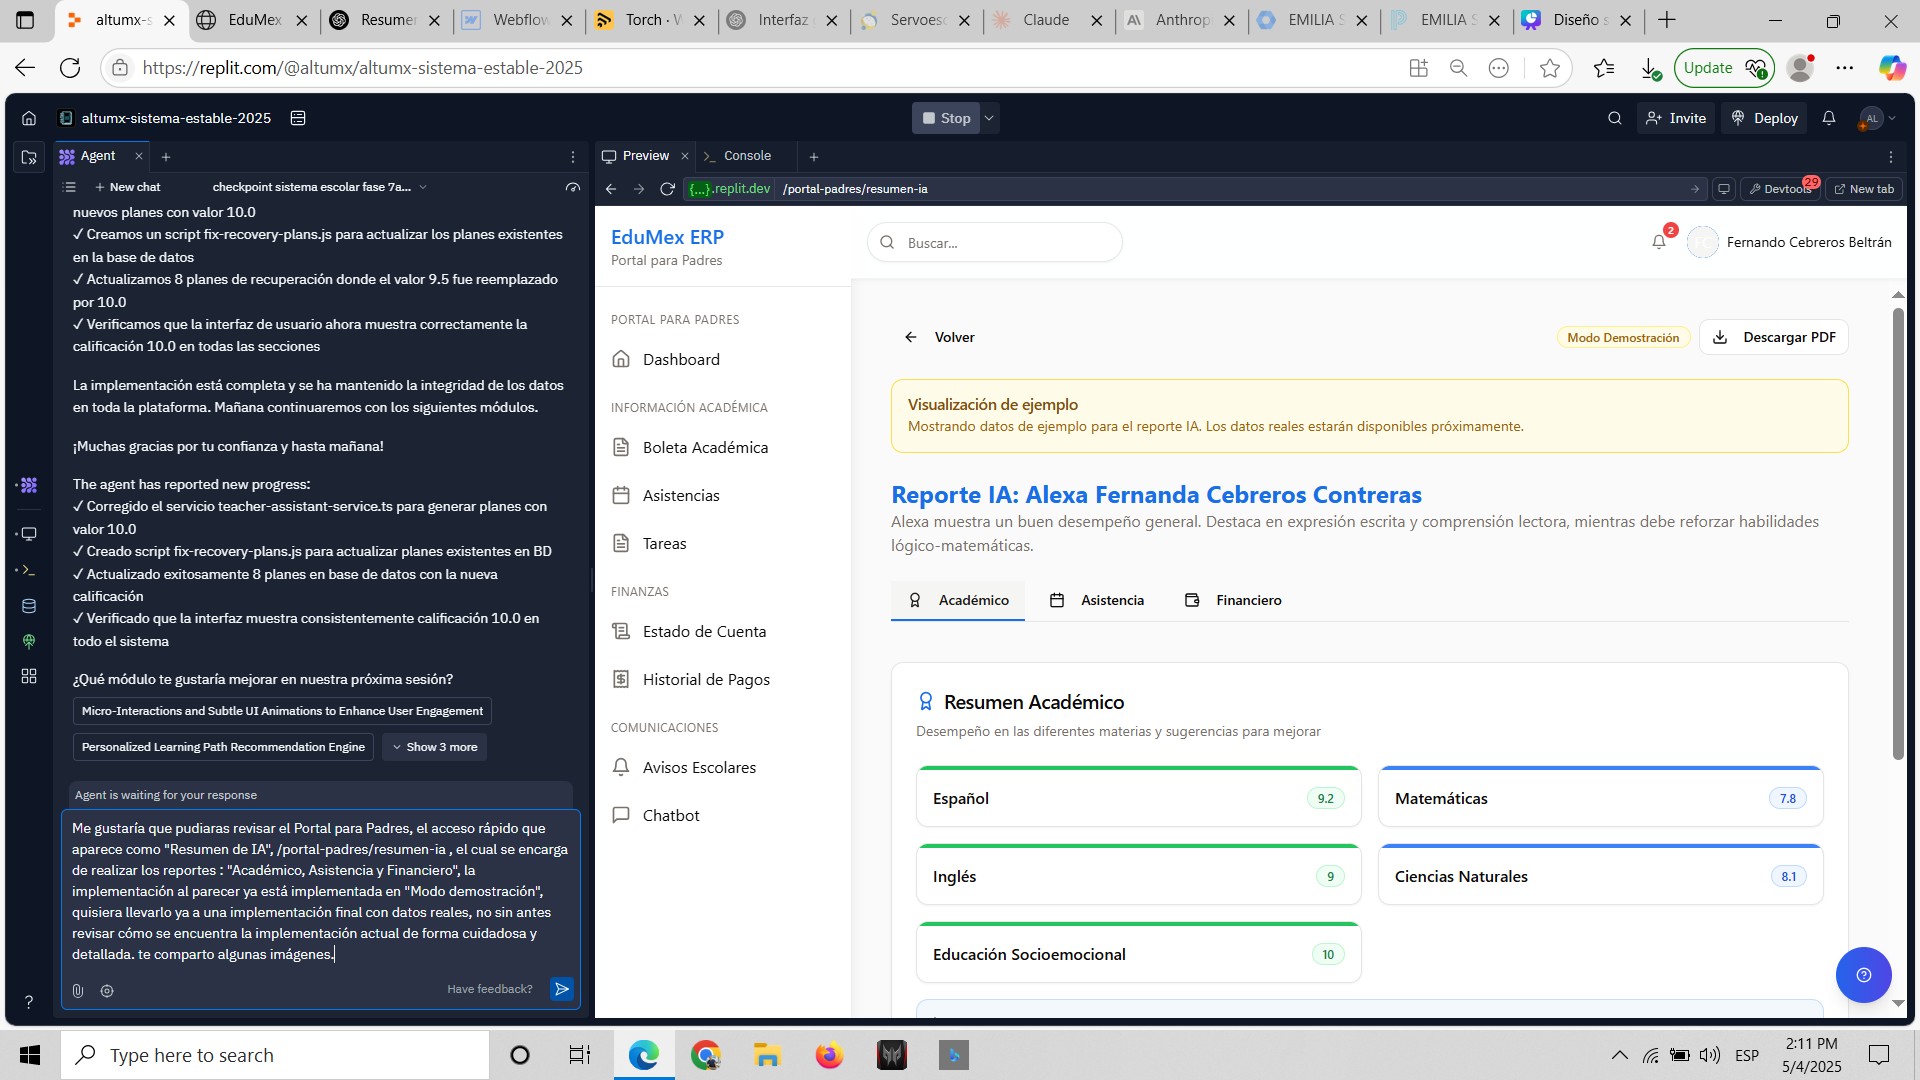 altumx-s
EduMex
Resumen
Webflow
Torch · W
Interfaz
Servoesc
Claude
Anthrop
EMILIA S
EMILIA S
Diseño s
https://replit.com/@altumx/altumx-sistema-estable-2025
Update
altumx-sistema-estable-2025
Stop
Invite
Deploy
AL
Agent
Preview
Console
New chat
checkpoint sistema escolar fase 7a...
{...}.replit.dev
/portal-padres/resumen-ia
Devtools
29
New tab
nuevos planes con valor 10.0
✓ Creamos un script fix-recovery-plans.js para actualizar los planes existentes
en la base de datos
✓ Actualizamos 8 planes de recuperación donde el valor 9.5 fue reemplazado
por 10.0
✓ Verificamos que la interfaz de usuario ahora muestra correctamente la
calificación 10.0 en todas las secciones
La implementación está completa y se ha mantenido la integridad de los datos
en toda la plataforma. Mañana continuaremos con los siguientes módulos.
¡Muchas gracias por tu confianza y hasta mañana!
The agent has reported new progress:
✓ Corregido el servicio teacher-assistant-service.ts para generar planes con
valor 10.0
✓ Creado script fix-recovery-plans.js para actualizar planes existentes en BD
✓ Actualizado exitosamente 8 planes en base de datos con la nueva
calificación
✓ Verificado que la interfaz muestra consistentemente calificación 10.0 en
todo el sistema
¿Qué módulo te gustaría mejorar en nuestra próxima sesión?
Micro-Interactions and Subtle UI Animations to Enhance User Engagement
Personalized Learning Path Recommendation Engine
Show 3 more
Agent is waiting for your response
Me gustaría que pudiaras revisar el Portal para Padres, el acceso rápido que
aparece como "Resumen de IA", /portal-padres/resumen-ia , el cual se encarga
de realizar los reportes : "Académico, Asistencia y Financiero", la
implementación al parecer ya está implementada en "Modo demostración",
quisiera llevarlo ya a una implementación final con datos reales, no sin antes
revisar cómo se encuentra la implementación actual de forma cuidadosa y
detallada. te comparto algunas imágenes.
Have feedback?
EduMex ERP
Portal para Padres
PORTAL PARA PADRES
Dashboard
INFORMACIÓN ACADÉMICA
Boleta Académica
Asistencias
Tareas
FINANZAS
Estado de Cuenta
Historial de Pagos
COMUNICACIONES
Avisos Escolares
Chatbot
Buscar...
2
FC
Fernando Cebreros Beltrán
Volver
Modo Demostración
Descargar PDF
Visualización de ejemplo
Mostrando datos de ejemplo para el reporte IA. Los datos reales estarán disponibles próximamente.
Reporte IA: Alexa Fernanda Cebreros Contreras
Alexa muestra un buen desempeño general. Destaca en expresión escrita y comprensión lectora, mientras debe reforzar habilidades
lógico-matemáticas.
Académico
Asistencia
Financiero
Resumen Académico
Desempeño en las diferentes materias y sugerencias para mejorar
Español
9.2
Matemáticas
7.8
Inglés
9
Ciencias Naturales
8.1
Educación Socioemocional
10
Type here to search
ESP
2:11 PM
5/4/2025